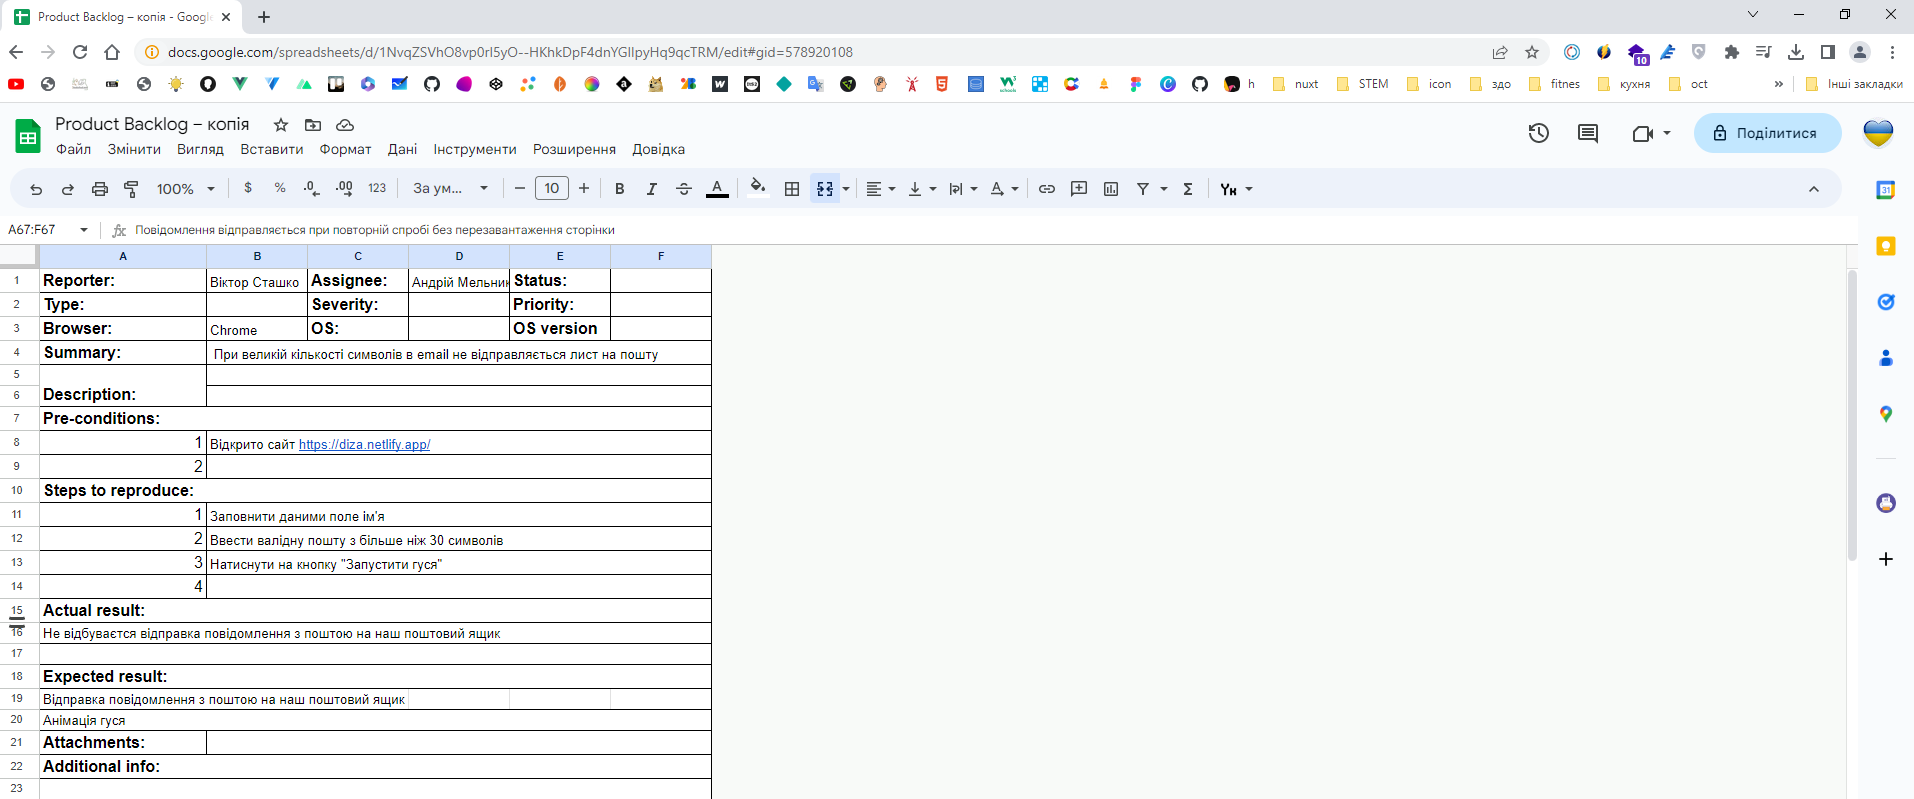 Product Backlog – копія - Googl
docs.google.com/spreadsheets/d/1NvqZSVhO8vp0rI5yO--HKhkDpF4dnYGIlpyHq9qcTRM/edit#gid=578920108
10
h nuxt STEM icon здо fitnes кухня oct » Інші закладки
Product Backlog – копія
Поділитися
Файл Змінити Вигляд Вставити Формат Дані Інструменти Розширення Довідка
100% $ % .0 .00 123 За ум... − 10 + B I A
A67:F67 fx Повідомлення відправляється при повторній спробі без перезавантаження сторінки
A B C D E F
1 Reporter: Віктор Сташко Assignee: Андрій Мельник Status:
2 Type: Severity: Priority:
3 Browser: Chrome OS: OS version
4 Summary: При великій кількості символів в email не відправляється лист на пошту
5
6 Description:
7 Pre-conditions:
8 1 Відкрито сайт https://diza.netlify.app/
9 2
10 Steps to reproduce:
11 1 Заповнити даними поле ім'я
12 2 Ввести валідну пошту з більше ніж 30 символів
13 3 Натиснути на кнопку "Запустити гуся"
14 4
15 Actual result:
16 Не відбуваєтся відправка повідомлення з поштою на наш поштовий ящик
17
18 Expected result:
19 Відправка повідомлення з поштою на наш поштовий ящик
20 Анімація гуся
21 Attachments:
22 Additional info:
23